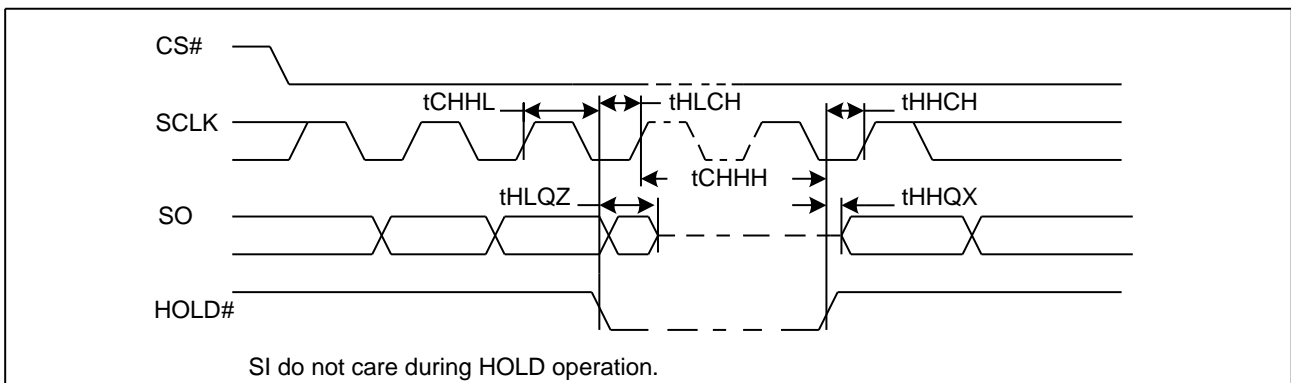 CS#
tCHHL
tHLCH
tHHCH
SCLK
tCHHH
tHLQZ
tHHQX
SO
HOLD#
SI do not care during HOLD operation.